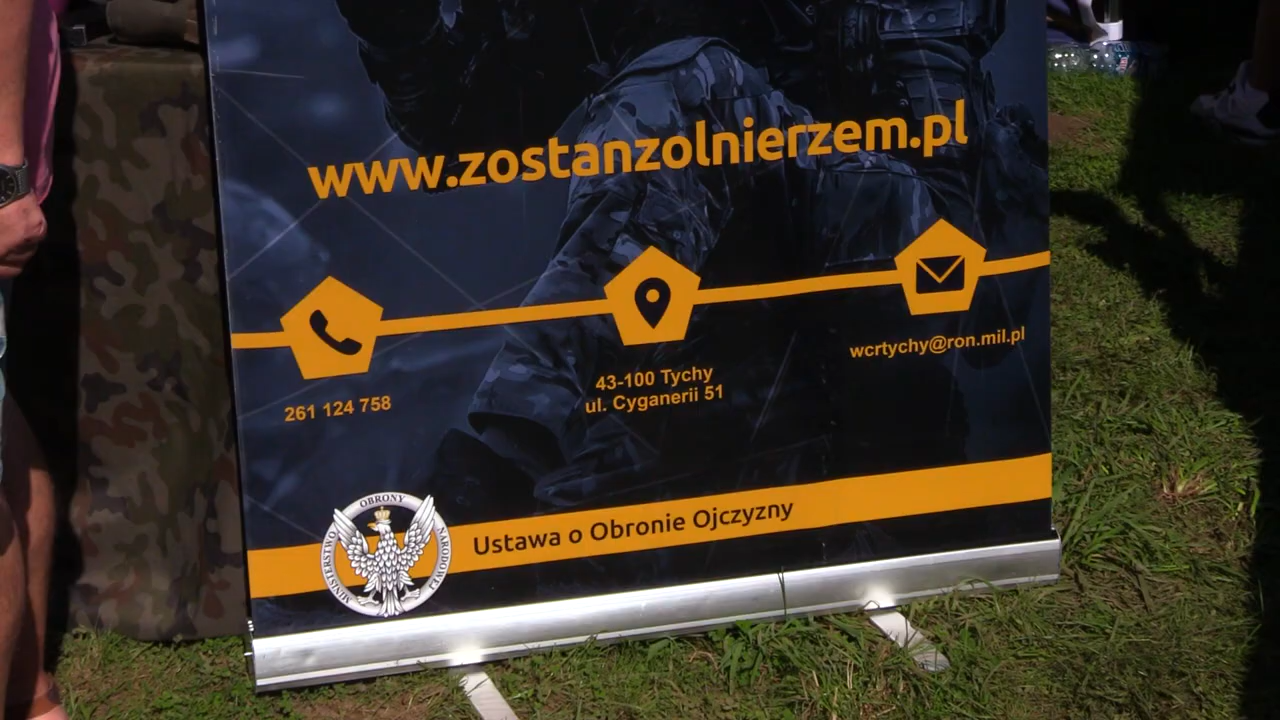 www.zostanzolnierzem.pl
261 124 758
43-100 Tychy
ul. Cyganerii 51
wcrtychy@ron.mil.pl
Ustawa o Obronie Ojczyzny
MINISTERSTWO OBRONY NARODOWEJ